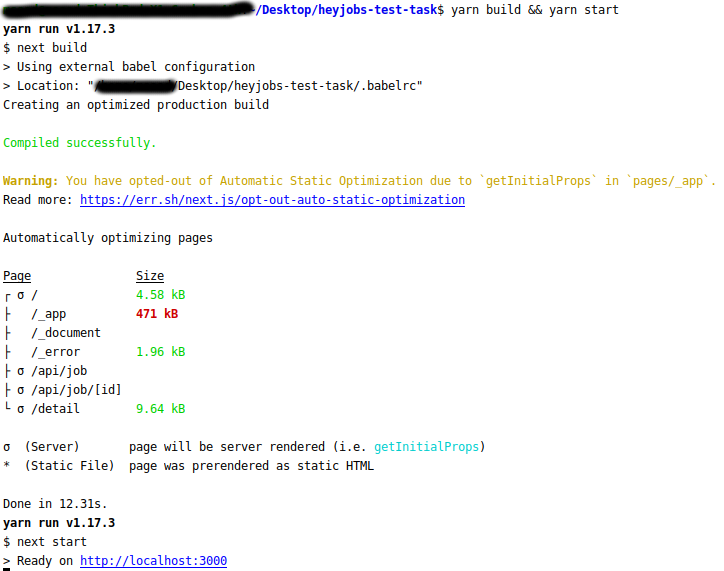 /Desktop/heyjobs-test-task$ yarn build && yarn start
yarn run v1.17.3
$ next build
> Using external babel configuration
> Location: "/Desktop/heyjobs-test-task/.babelrc"
Creating an optimized production build
Compiled successfully.
Warning: You have opted-out of Automatic Static Optimization due to `getInitialProps` in `pages/_app`.
Read more: https://err.sh/next.js/opt-out-auto-static-optimization
Automatically optimizing pages
Page Size
┌ σ / 4.58 kB
├ /_app 471 kB
├ /_document
├ /_error 1.96 kB
├ σ /api/job
├ σ /api/job/[id]
└ σ /detail 9.64 kB
σ (Server) page will be server rendered (i.e. getInitialProps)
* (Static File) page was prerendered as static HTML
Done in 12.31s.
yarn run v1.17.3
$ next start
> Ready on http://localhost:3000